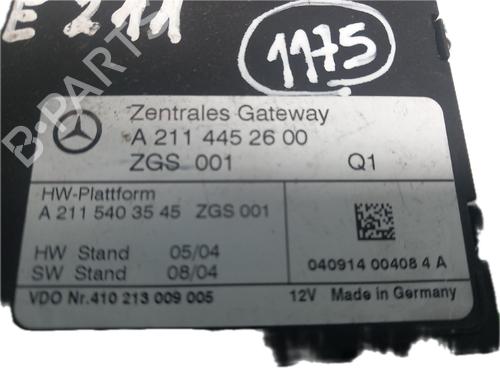 E 211
1175
Zentrales Gateway
A 211 445 26 00
ZGS 001 Q1
HW-Plattform
A 211 540 35 45 ZGS 001
HW Stand 05/04
SW Stand 08/04
040914 00408 4 A
VDO Nr.410 213 009 005 12V Made in Germany
B-PARTS